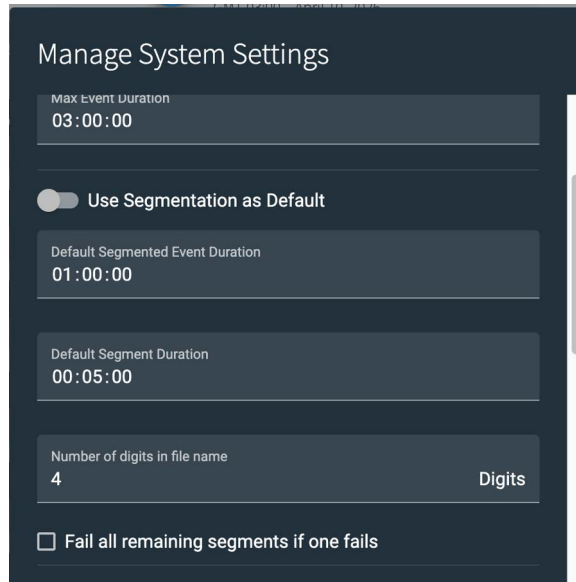 Manage System Settings
Max Event Duration
03:00:00
Use Segmentation as Default
Default Segmented Event Duration
01:00:00
Default Segment Duration
00:05:00
Number of digits in file name
4 Digits
Fail all remaining segments if one fails